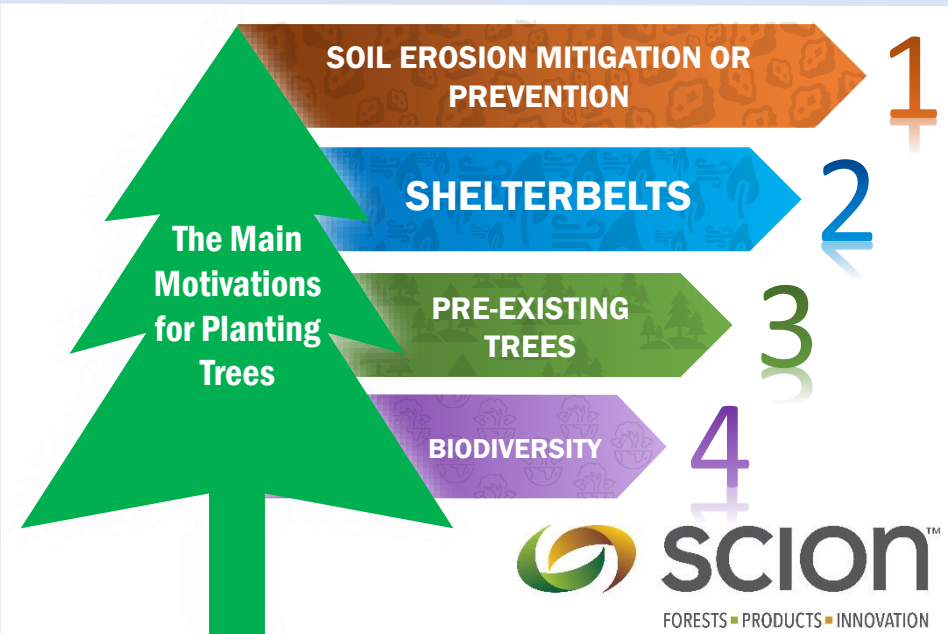 The Main
Motivations
for Planting
Trees
SOIL EROSION MITIGATION OR
PREVENTION
1
SHELTERBELTS
2
PRE-EXISTING
TREES
3
BIODIVERSITY
4
SCION™
FORESTS ▪ PRODUCTS ▪ INNOVATION